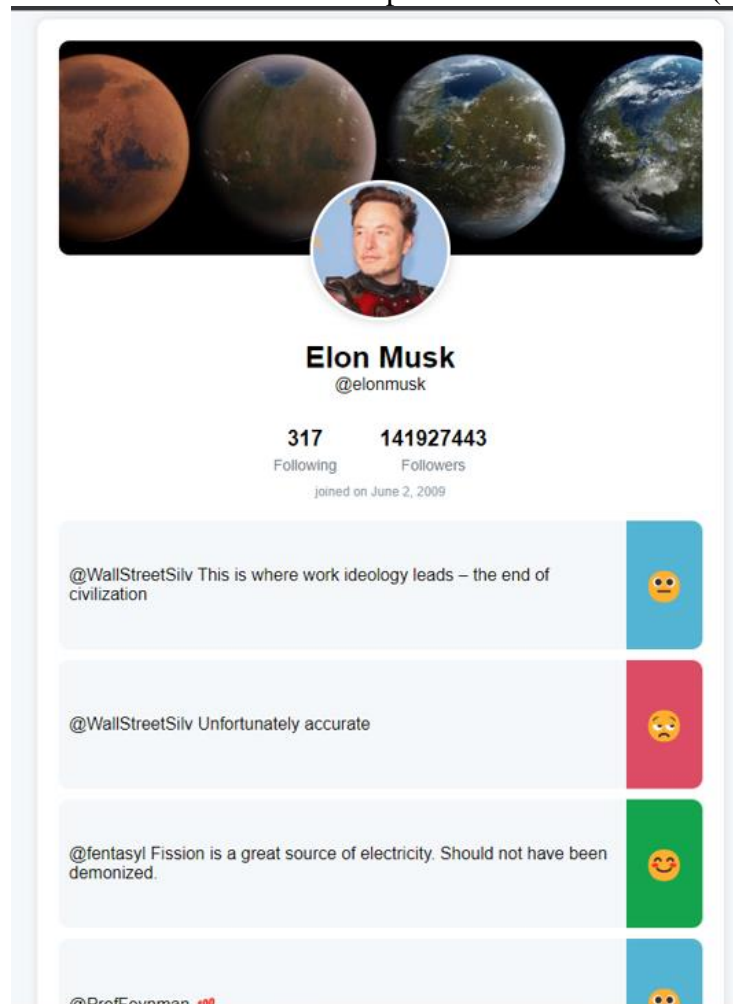 Elon Musk
@elonmusk
317 141927443
Following Followers
joined on June 2, 2009
@WallStreetSilv This is where work ideology leads – the end of
civilization
@WallStreetSilv Unfortunately accurate
@fentasyl Fission is a great source of electricity. Should not have been
demonized.
@ProfFeynman 💯